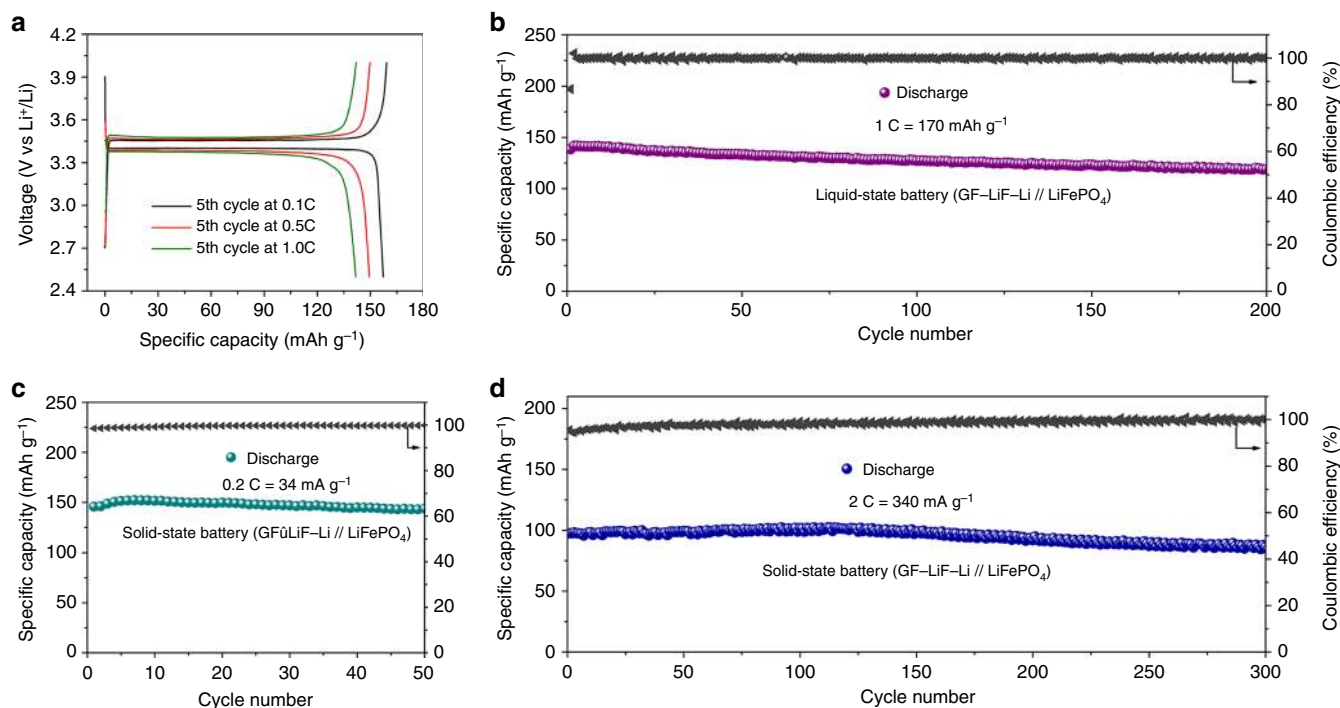 a
4.2
3.9
3.6
3.3
3.0
2.7
2.4
Voltage (V vs Li⁺/Li)
5th cycle at 0.1C
5th cycle at 0.5C
5th cycle at 1.0C
0 30 60 90 120 150 180
Specific capacity (mAh g⁻¹)
b
250
200
150
100
50
0
Specific capacity (mAh g⁻¹)
Discharge
1 C = 170 mAh g⁻¹
Liquid-state battery (GF–LiF–Li // LiFePO₄)
100
80
60
40
20
0
Coulombic efficiency (%)
0 50 100 150 200
Cycle number
c
250
200
150
100
50
0
Specific capacity (mAh g⁻¹)
Discharge
0.2 C = 34 mA g⁻¹
Solid-state battery (GFûLiF–Li // LiFePO₄)
100
80
60
40
20
0
0 10 20 30 40 50
Cycle number
d
200
150
100
50
0
Specific capacity (mAh g⁻¹)
Discharge
2 C = 340 mA g⁻¹
Solid-state battery (GF–LiF–Li // LiFePO₄)
100
80
60
40
20
0
Coulombic efficiency (%)
0 50 100 150 200 250 300
Cycle number